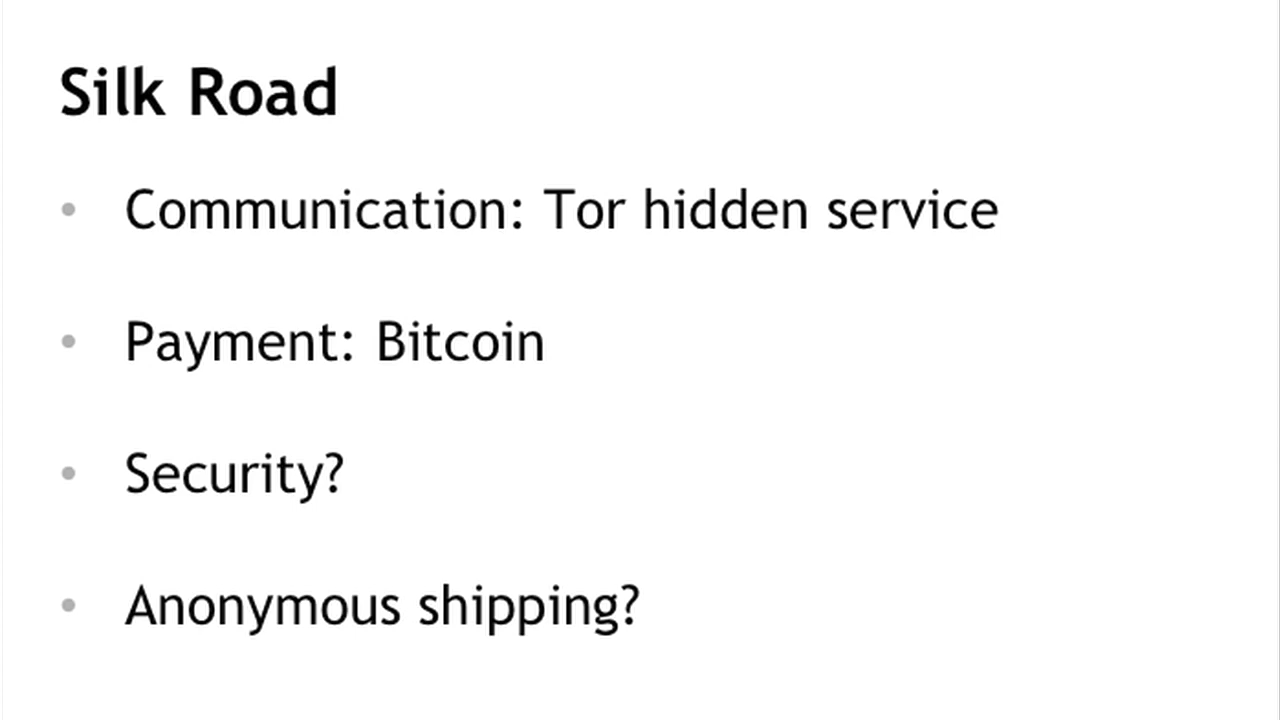 Silk Road
• Communication: Tor hidden service
• Payment: Bitcoin
• Security?
• Anonymous shipping?